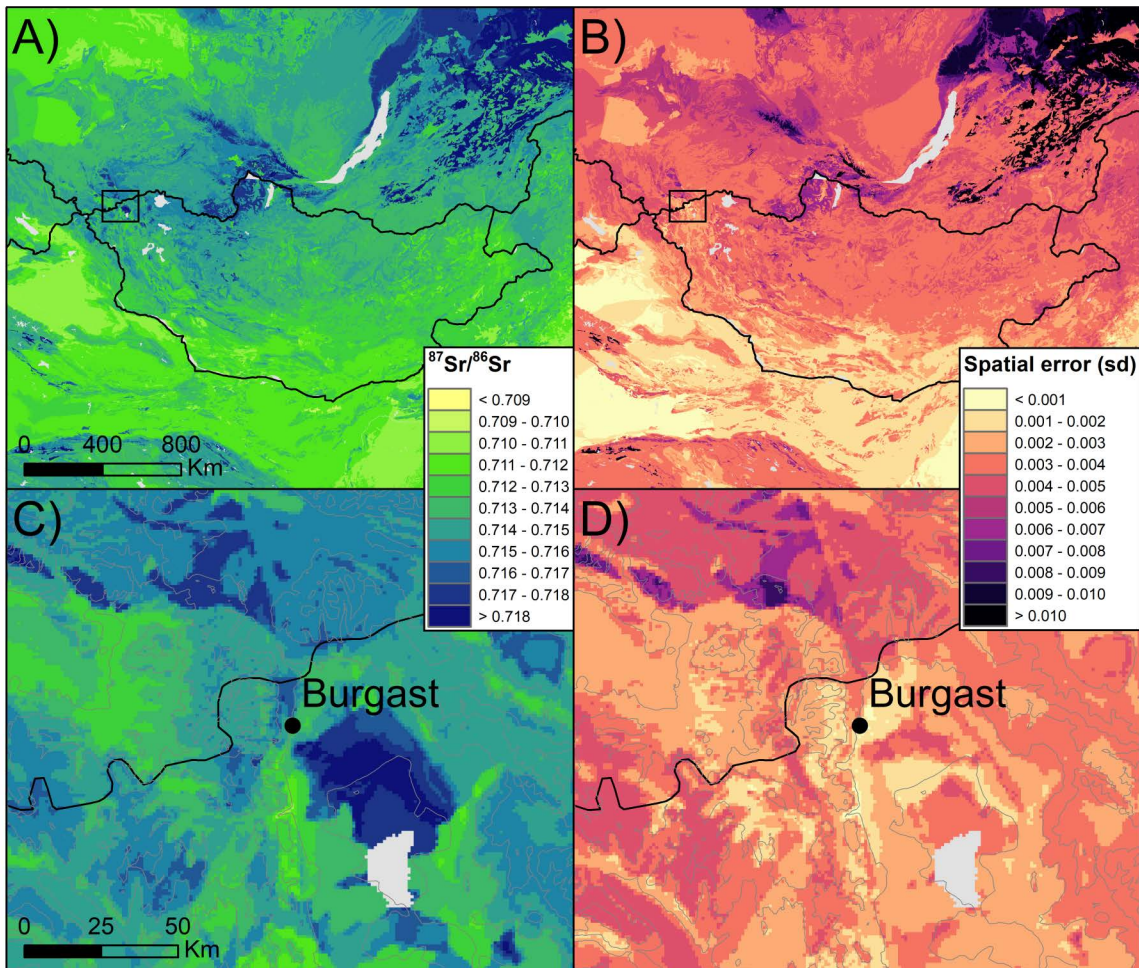 A)
B)
⁸⁷Sr/⁸⁶Sr
< 0.709
0.709 - 0.710
0.710 - 0.711
0.711 - 0.712
0.712 - 0.713
0.713 - 0.714
0.714 - 0.715
0.715 - 0.716
0.716 - 0.717
0.717 - 0.718
> 0.718
0 400 800
Km
Spatial error (sd)
< 0.001
0.001 - 0.002
0.002 - 0.003
0.003 - 0.004
0.004 - 0.005
0.005 - 0.006
0.006 - 0.007
0.007 - 0.008
0.008 - 0.009
0.009 - 0.010
> 0.010
C)
Burgast
0 25 50
Km
D)
Burgast